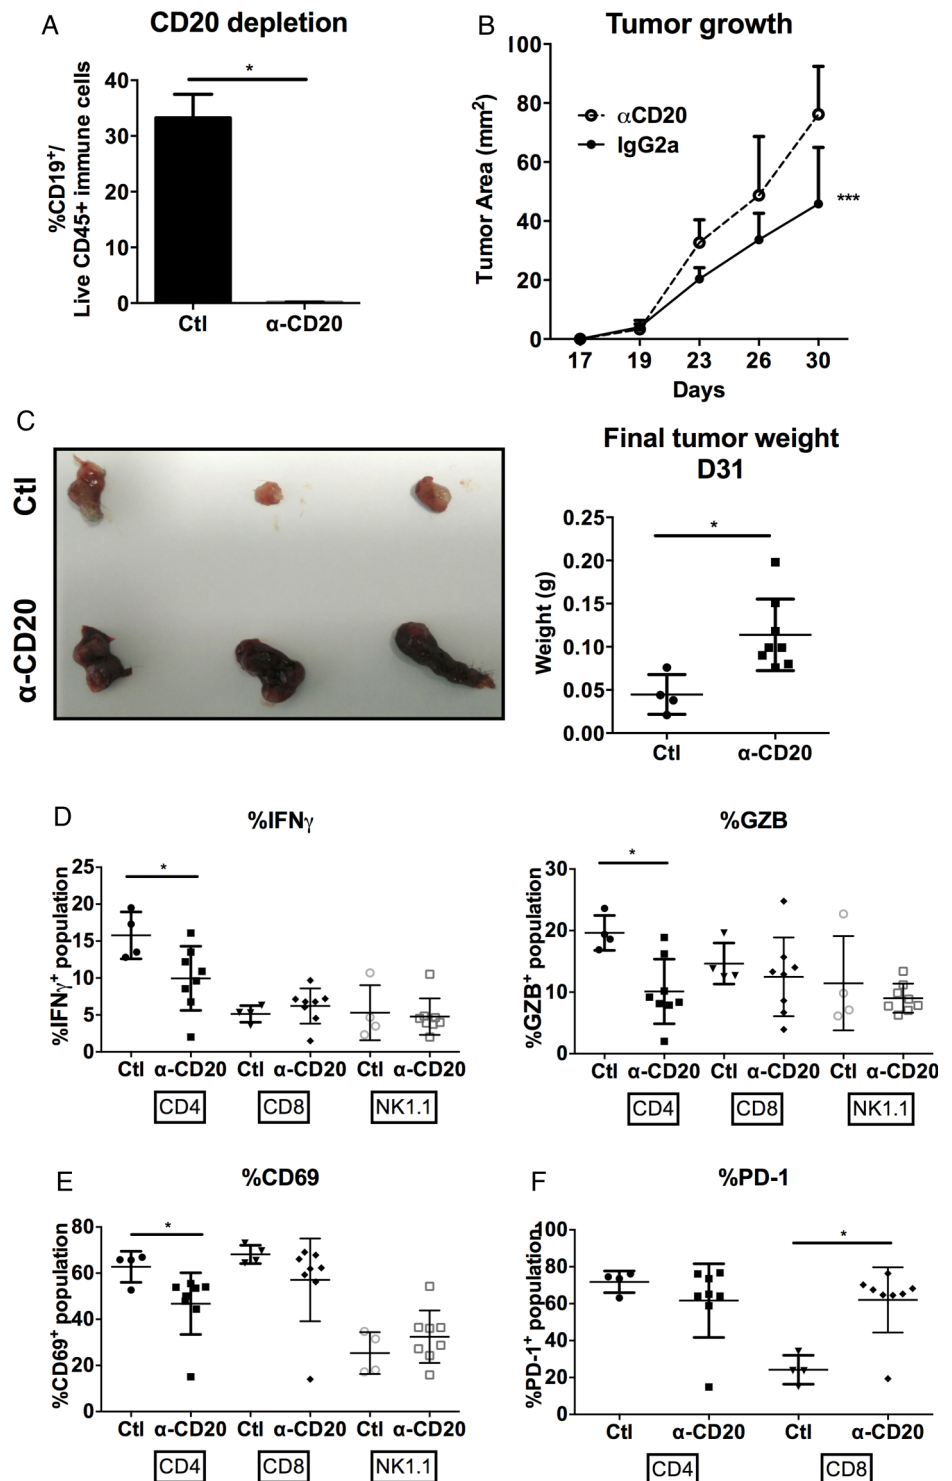 A
CD20 depletion
%CD19+/
Live CD45+ immune cells
40
30
20
10
0
*
Ctl
α-CD20
B
Tumor growth
Tumor Area (mm²)
100
80
60
40
20
0
αCD20
IgG2a
***
17
19
23
26
30
Days
C
Ctl
α-CD20
Final tumor weight
D31
Weight (g)
0.25
0.20
0.15
0.10
0.05
0.00
*
Ctl
α-CD20
D
%IFNγ
%IFNγ+ population
25
20
15
10
5
0
*
Ctl α-CD20 Ctl α-CD20 Ctl α-CD20
CD4 CD8 NK1.1
%GZB
%GZB+ population
30
20
10
0
*
Ctl α-CD20 Ctl α-CD20 Ctl α-CD20
CD4 CD8 NK1.1
E
%CD69
%CD69+ population
80
60
40
20
0
*
Ctl α-CD20 Ctl α-CD20 Ctl α-CD20
CD4 CD8 NK1.1
F
%PD-1
%PD-1+ population
100
80
60
40
20
0
*
Ctl α-CD20 Ctl α-CD20
CD4 CD8